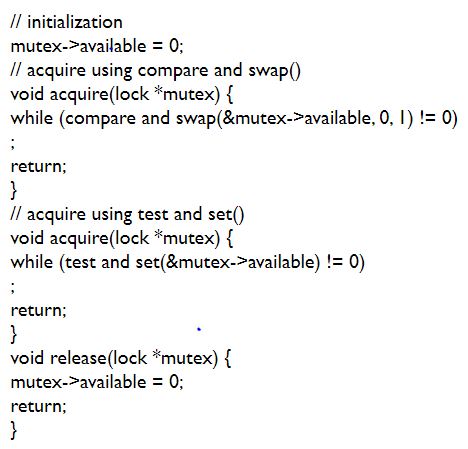 // initialization
mutex->available = 0;
// acquire using compare and swap()
void acquire(lock *mutex) {
while (compare and swap(&mutex->available, 0, 1) != 0)
;
return;
}
// acquire using test and set()
void acquire(lock *mutex) {
while (test and set(&mutex->available) != 0)
;
return;
}
void release(lock *mutex) {
mutex->available = 0;
return;
}